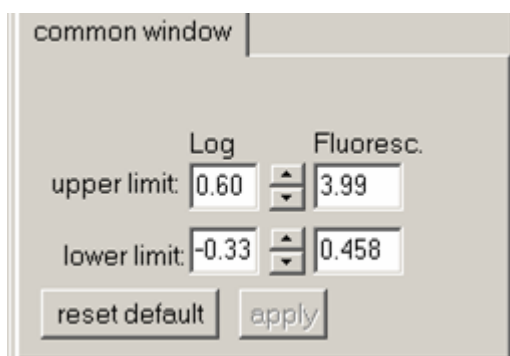 common window
Log Fluoresc.
upper limit: 0.60 3.99
lower limit: -0.33 0.458
reset default apply